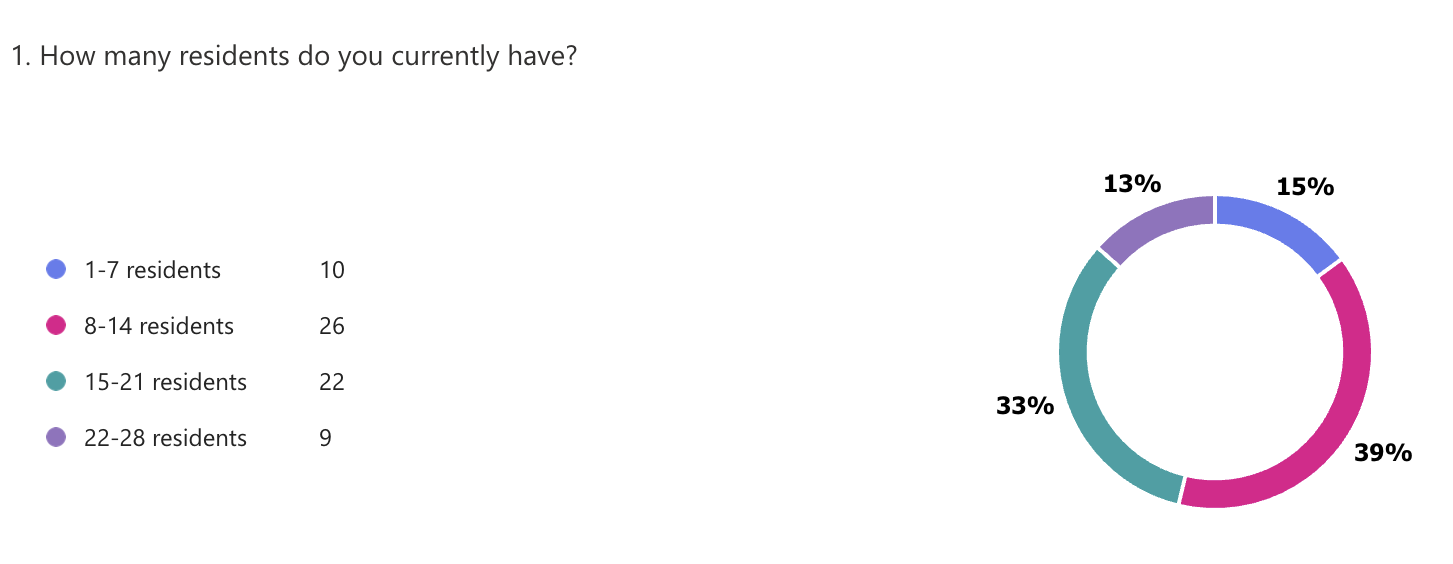 1. How many residents do you currently have?
13%
15%
1-7 residents 10
8-14 residents 26
15-21 residents 22
33%
22-28 residents 9
39%